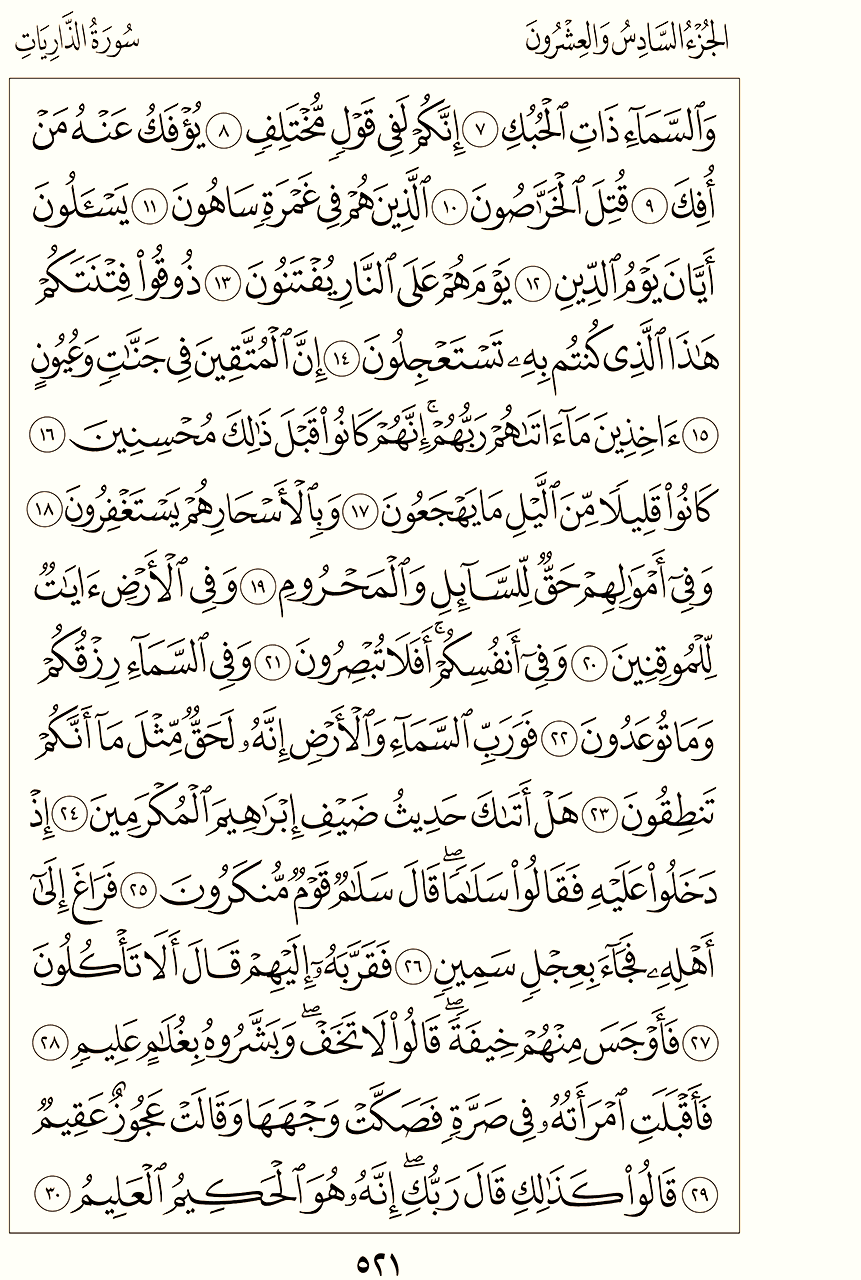 الجُزْءُ السَّادِسُ وَالعِشْرُونَ
سُورَةُ الذَّارِيَاتِ
وَٱلسَّمَآءِ ذَاتِ ٱلْحُبُكِ ٧ إِنَّكُمْ لَفِى قَوْلٍ مُّخْتَلِفٍ ٨ يُؤْفَكُ عَنْهُ مَنْ
أُفِكَ ٩ قُتِلَ ٱلْخَرَّٰصُونَ ١٠ ٱلَّذِينَ هُمْ فِى غَمْرَةٍ سَاهُونَ ١١ يَسْـَٔلُونَ
أَيَّانَ يَوْمُ ٱلدِّينِ ١٢ يَوْمَ هُمْ عَلَى ٱلنَّارِ يُفْتَنُونَ ١٣ ذُوقُوا۟ فِتْنَتَكُمْ
هَٰذَا ٱلَّذِى كُنتُم بِهِۦ تَسْتَعْجِلُونَ ١٤ إِنَّ ٱلْمُتَّقِينَ فِى جَنَّٰتٍ وَعُيُونٍ
١٥ ءَاخِذِينَ مَآ ءَاتَىٰهُمْ رَبُّهُمْ ۚ إِنَّهُمْ كَانُوا۟ قَبْلَ ذَٰلِكَ مُحْسِنِينَ ١٦
كَانُوا۟ قَلِيلًا مِّنَ ٱلَّيْلِ مَا يَهْجَعُونَ ١٧ وَبِٱلْأَسْحَارِ هُمْ يَسْتَغْفِرُونَ ١٨
وَفِىٓ أَمْوَٰلِهِمْ حَقٌّ لِّلسَّآئِلِ وَٱلْمَحْرُومِ ١٩ وَفِى ٱلْأَرْضِ ءَايَٰتٌ
لِّلْمُوقِنِينَ ٢٠ وَفِىٓ أَنفُسِكُمْ ۚ أَفَلَا تُبْصِرُونَ ٢١ وَفِى ٱلسَّمَآءِ رِزْقُكُمْ
وَمَا تُوعَدُونَ ٢٢ فَوَرَبِّ ٱلسَّمَآءِ وَٱلْأَرْضِ إِنَّهُۥ لَحَقٌّ مِّثْلَ مَآ أَنَّكُمْ
تَنطِقُونَ ٢٣ هَلْ أَتَىٰكَ حَدِيثُ ضَيْفِ إِبْرَٰهِيمَ ٱلْمُكْرَمِينَ ٢٤ إِذْ
دَخَلُوا۟ عَلَيْهِ فَقَالُوا۟ سَلَٰمًا ۖ قَالَ سَلَٰمٌ قَوْمٌ مُّنكَرُونَ ٢٥ فَرَاغَ إِلَىٰٓ
أَهْلِهِۦ فَجَآءَ بِعِجْلٍ سَمِينٍ ٢٦ فَقَرَّبَهُۥٓ إِلَيْهِمْ قَالَ أَلَا تَأْكُلُونَ
٢٧ فَأَوْجَسَ مِنْهُمْ خِيفَةً ۖ قَالُوا۟ لَا تَخَفْ ۖ وَبَشَّرُوهُ بِغُلَٰمٍ عَلِيمٍ ٢٨
فَأَقْبَلَتِ ٱمْرَأَتُهُۥ فِى صَرَّةٍ فَصَكَّتْ وَجْهَهَا وَقَالَتْ عَجُوزٌ عَقِيمٌ
٢٩ قَالُوا۟ كَذَٰلِكِ قَالَ رَبُّكِ ۖ إِنَّهُۥ هُوَ ٱلْحَكِيمُ ٱلْعَلِيمُ ٣٠
٥٢١